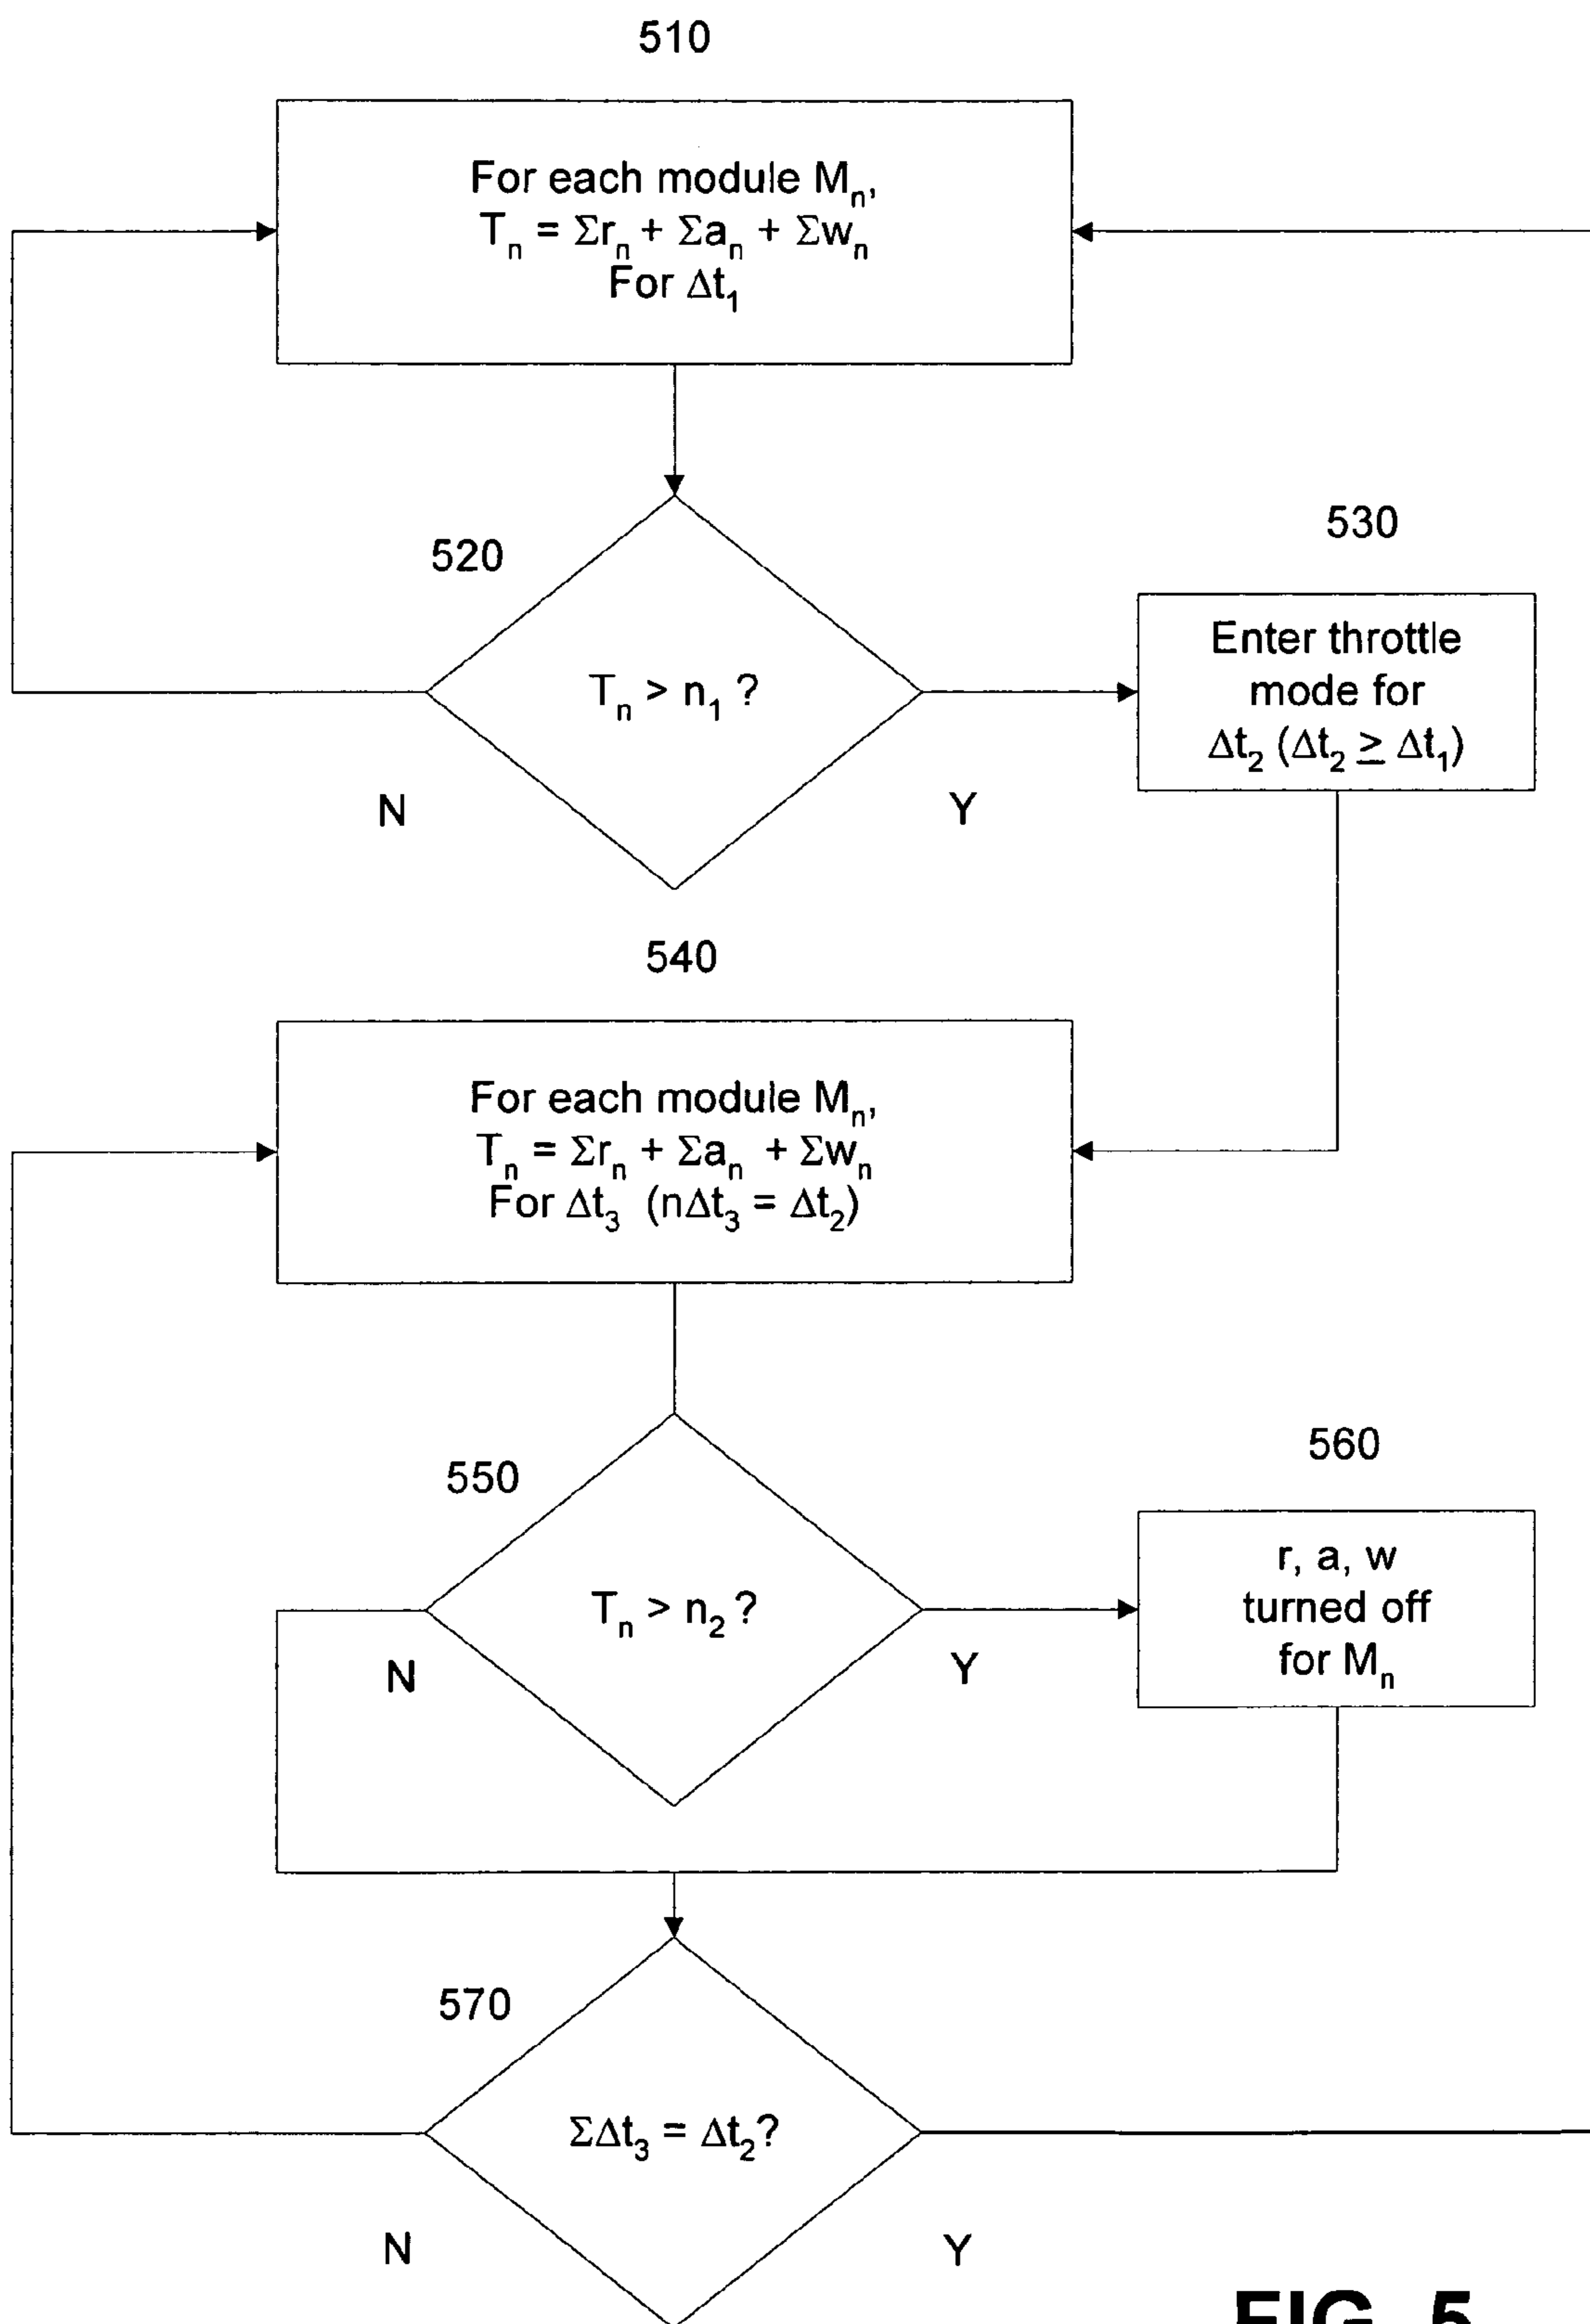 510
For each module Mₙ,
Tₙ = Σrₙ + Σaₙ + Σwₙ
For Δt₁
520
Tₙ > n₁ ?
N
Y
530
Enter throttle
mode for
Δt₂ (Δt₂ ≥ Δt₁)
540
For each module Mₙ,
Tₙ = Σrₙ + Σaₙ + Σwₙ
For Δt₃ (nΔt₃ = Δt₂)
550
Tₙ > n₂ ?
N
Y
560
r, a, w
turned off
for Mₙ
570
ΣΔt₃ = Δt₂?
N
Y
FIG. 5